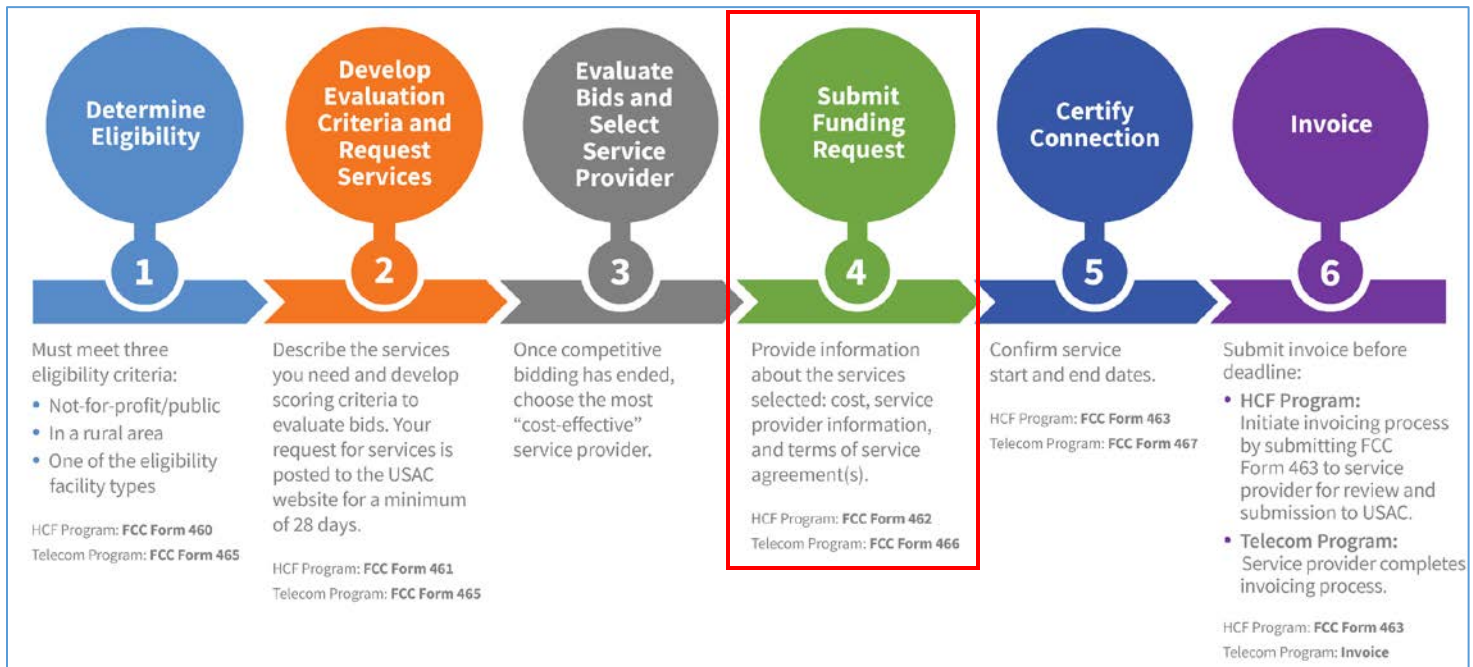 Determine
Eligibility
1
Must meet three
eligibility criteria:
• Not-for-profit/public
• In a rural area
• One of the eligibility
facility types
HCF Program: FCC Form 460
Telecom Program: FCC Form 465
Develop
Evaluation
Criteria and
Request
Services
2
Describe the services
you need and develop
scoring criteria to
evaluate bids. Your
request for services is
posted to the USAC
website for a minimum
of 28 days.
HCF Program: FCC Form 461
Telecom Program: FCC Form 465
Evaluate
Bids and
Select
Service
Provider
3
Once competitive
bidding has ended,
choose the most
“cost-effective”
service provider.
Submit
Funding
Request
4
Provide information
about the services
selected: cost, service
provider information,
and terms of service
agreement(s).
HCF Program: FCC Form 462
Telecom Program: FCC Form 466
Certify
Connection
5
Confirm service
start and end dates.
HCF Program: FCC Form 463
Telecom Program: FCC Form 467
Invoice
6
Submit invoice before
deadline:
• HCF Program:
Initiate invoicing process
by submitting FCC
Form 463 to service
provider for review and
submission to USAC.
• Telecom Program:
Service provider completes
invoicing process.
HCF Program: FCC Form 463
Telecom Program: Invoice